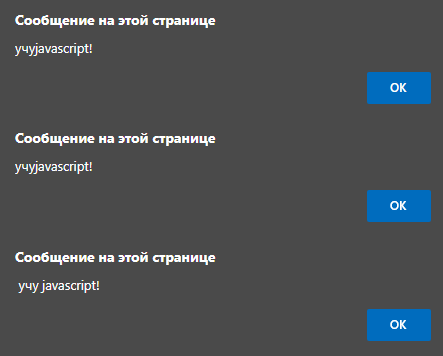 Сообщение на этой странице
учуjavascript!
OK
Сообщение на этой странице
учуjavascript!
OK
Сообщение на этой странице
учу javascript!
OK